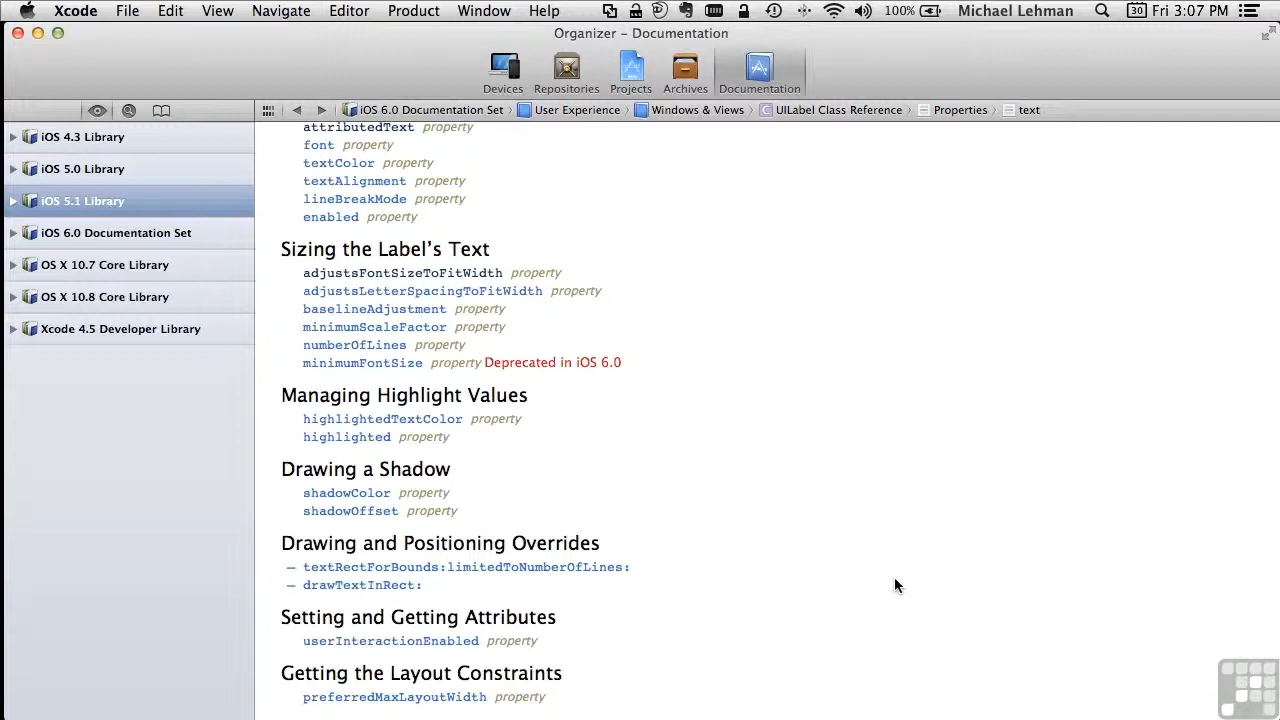 Xcode File Edit View Navigate Editor Product Window Help 100% Michael Lehman 30 Fri 3:07 PM
Organizer – Documentation
Devices Repositories Projects Archives Documentation
iOS 6.0 Documentation Set User Experience Windows & Views C UILabel Class Reference Properties text
iOS 4.3 Library
iOS 5.0 Library
iOS 5.1 Library
iOS 6.0 Documentation Set
OS X 10.7 Core Library
OS X 10.8 Core Library
Xcode 4.5 Developer Library
attributedText property
font property
textColor property
textAlignment property
lineBreakMode property
enabled property
Sizing the Label's Text
adjustsFontSizeToFitWidth property
adjustsLetterSpacingToFitWidth property
baselineAdjustment property
minimumScaleFactor property
numberOfLines property
minimumFontSize property Deprecated in iOS 6.0
Managing Highlight Values
highlightedTextColor property
highlighted property
Drawing a Shadow
shadowColor property
shadowOffset property
Drawing and Positioning Overrides
– textRectForBounds:limitedToNumberOfLines:
– drawTextInRect:
Setting and Getting Attributes
userInteractionEnabled property
Getting the Layout Constraints
preferredMaxLayoutWidth property